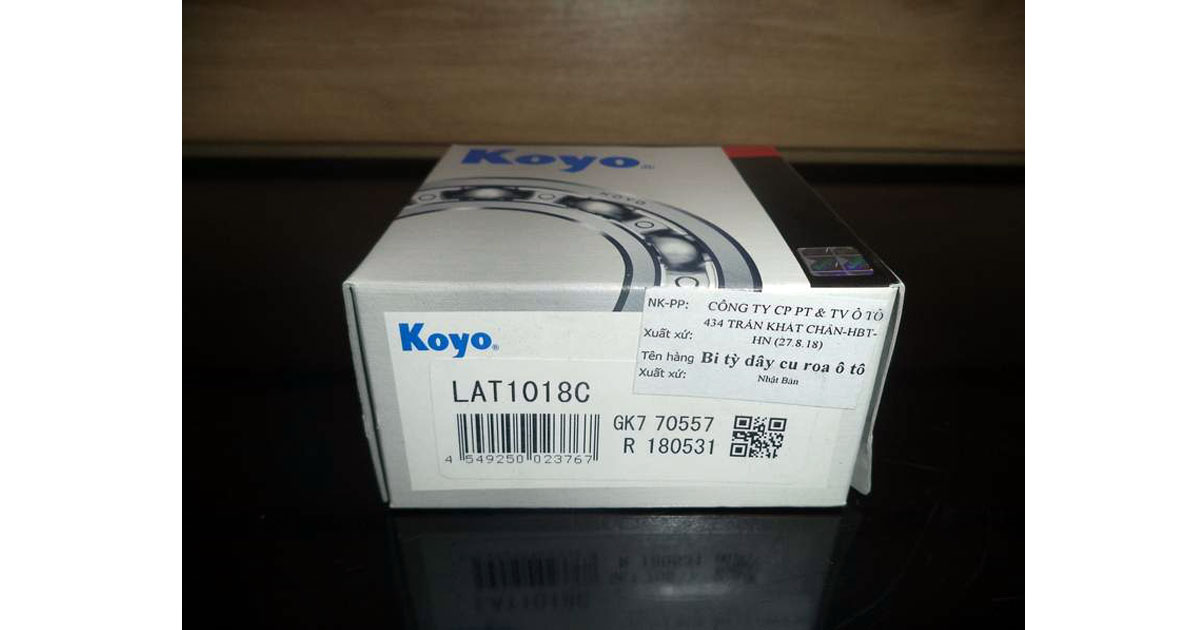 Koyo®
KOYO
NK-PP: CÔNG TY CP PT & TV Ô TÔ
434 TRẦN KHÁT CHÂN-HBT-
Xuất xứ: HN (27.8.18)
Tên hàng Bi tỳ dây cu roa ô tô
Xuất xứ: Nhật Bản
Koyo®
LAT1018C
GK7 70557
R 180531
4 549250 023767